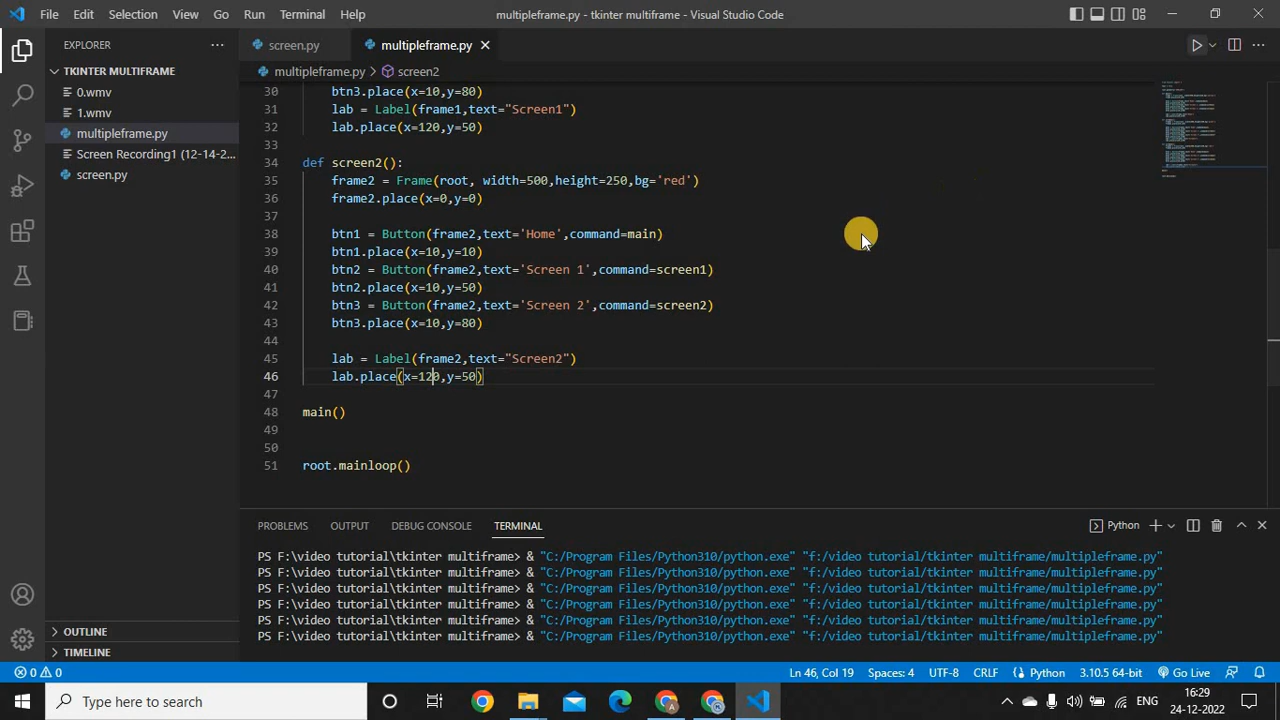 File Edit Selection View Go Run Terminal Help multipleframe.py - tkinter multiframe - Visual Studio Code
EXPLORER
screen.py multipleframe.py
TKINTER MULTIFRAME
multipleframe.py > screen2
0.wmv
1.wmv
multipleframe.py
Screen Recording1 (12-14-2...
screen.py
30 btn3.place(x=10,y=80)
31 lab = Label(frame1,text="Screen1")
32 lab.place(x=120,y=50)
33
34 def screen2():
35 frame2 = Frame(root, width=500,height=250,bg='red')
36 frame2.place(x=0,y=0)
37
38 btn1 = Button(frame2,text='Home',command=main)
39 btn1.place(x=10,y=10)
40 btn2 = Button(frame2,text='Screen 1',command=screen1)
41 btn2.place(x=10,y=50)
42 btn3 = Button(frame2,text='Screen 2',command=screen2)
43 btn3.place(x=10,y=80)
44
45 lab = Label(frame2,text="Screen2")
46 lab.place(x=120,y=50)
47
48 main()
49
50
51 root.mainloop()
PROBLEMS OUTPUT DEBUG CONSOLE TERMINAL Python
PS F:\video tutorial\tkinter multiframe> & "C:/Program Files/Python310/python.exe" "f:/video tutorial/tkinter multiframe/multipleframe.py"
PS F:\video tutorial\tkinter multiframe> & "C:/Program Files/Python310/python.exe" "f:/video tutorial/tkinter multiframe/multipleframe.py"
PS F:\video tutorial\tkinter multiframe> & "C:/Program Files/Python310/python.exe" "f:/video tutorial/tkinter multiframe/multipleframe.py"
PS F:\video tutorial\tkinter multiframe> & "C:/Program Files/Python310/python.exe" "f:/video tutorial/tkinter multiframe/multipleframe.py"
PS F:\video tutorial\tkinter multiframe> & "C:/Program Files/Python310/python.exe" "f:/video tutorial/tkinter multiframe/multipleframe.py"
PS F:\video tutorial\tkinter multiframe> & "C:/Program Files/Python310/python.exe" "f:/video tutorial/tkinter multiframe/multipleframe.py"
OUTLINE
TIMELINE
0 0 Ln 46, Col 19 Spaces: 4 UTF-8 CRLF Python 3.10.5 64-bit Go Live
Type here to search
ENG
16:29
24-12-2022